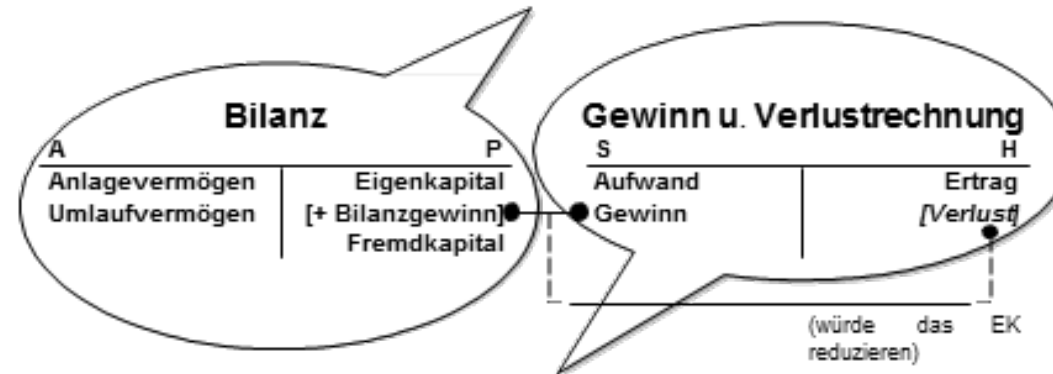 Bilanz
A P
Anlagevermögen Eigenkapital
Umlaufvermögen [+ Bilanzgewinn]
Fremdkapital
Gewinn u. Verlustrechnung
S H
Aufwand Ertrag
Gewinn [Verlust]
(würde das EK
reduzieren)